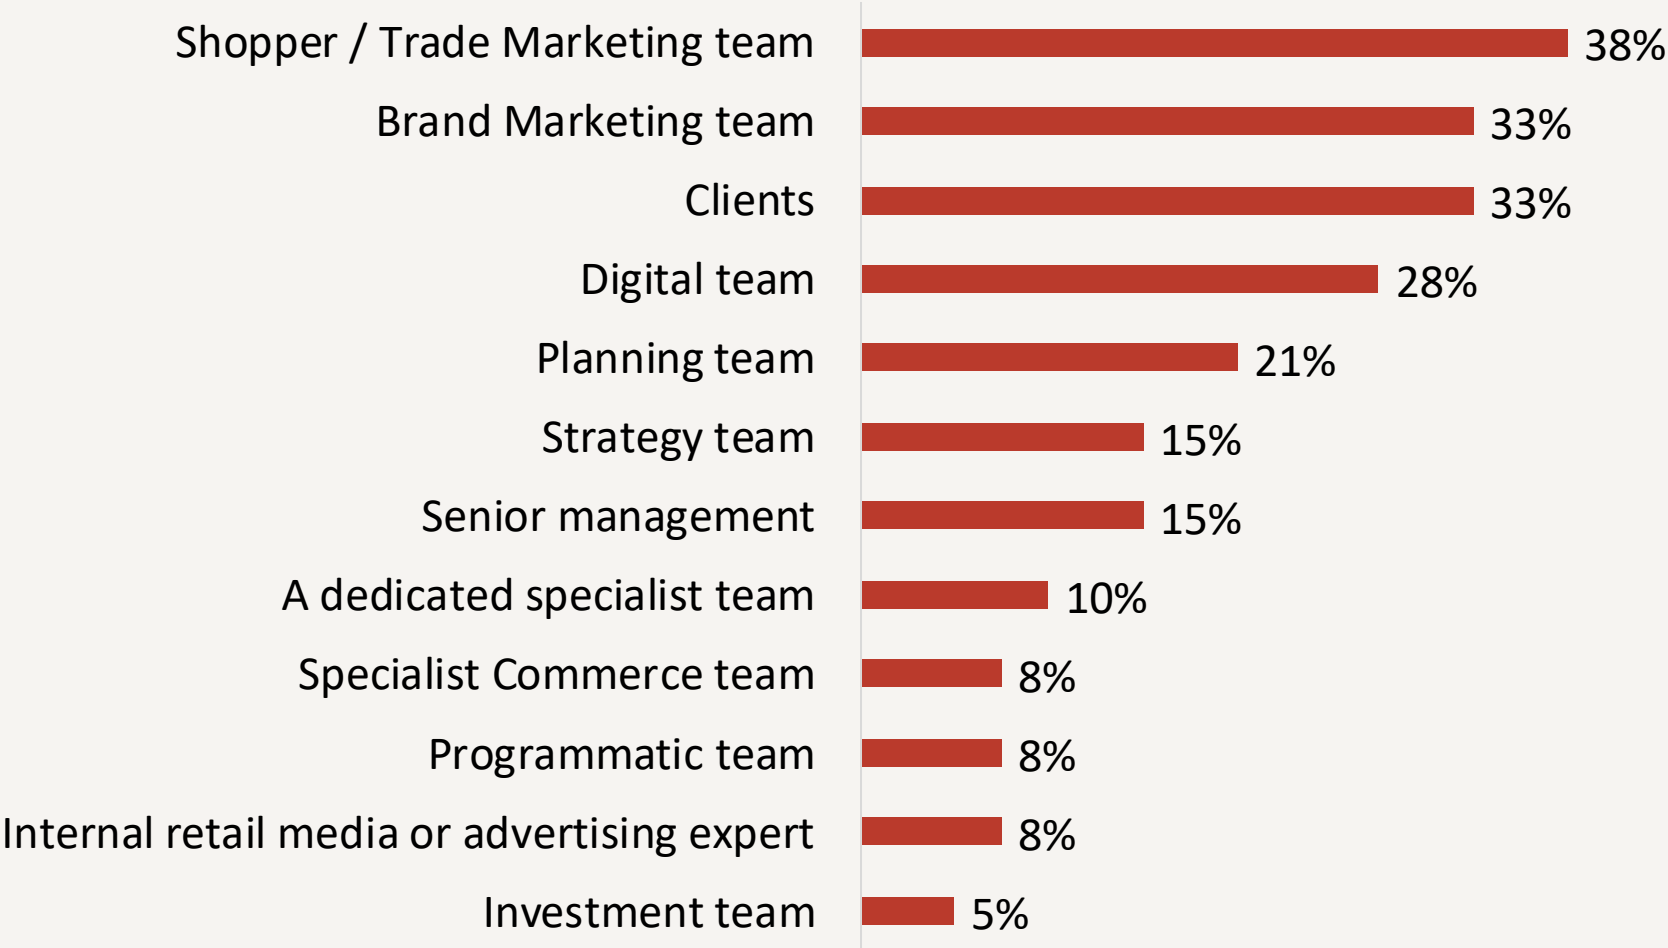 Shopper / Trade Marketing team 38%
Brand Marketing team 33%
Clients 33%
Digital team 28%
Planning team 21%
Strategy team 15%
Senior management 15%
A dedicated specialist team 10%
Specialist Commerce team 8%
Programmatic team 8%
Internal retail media or advertising expert 8%
Investment team 5%